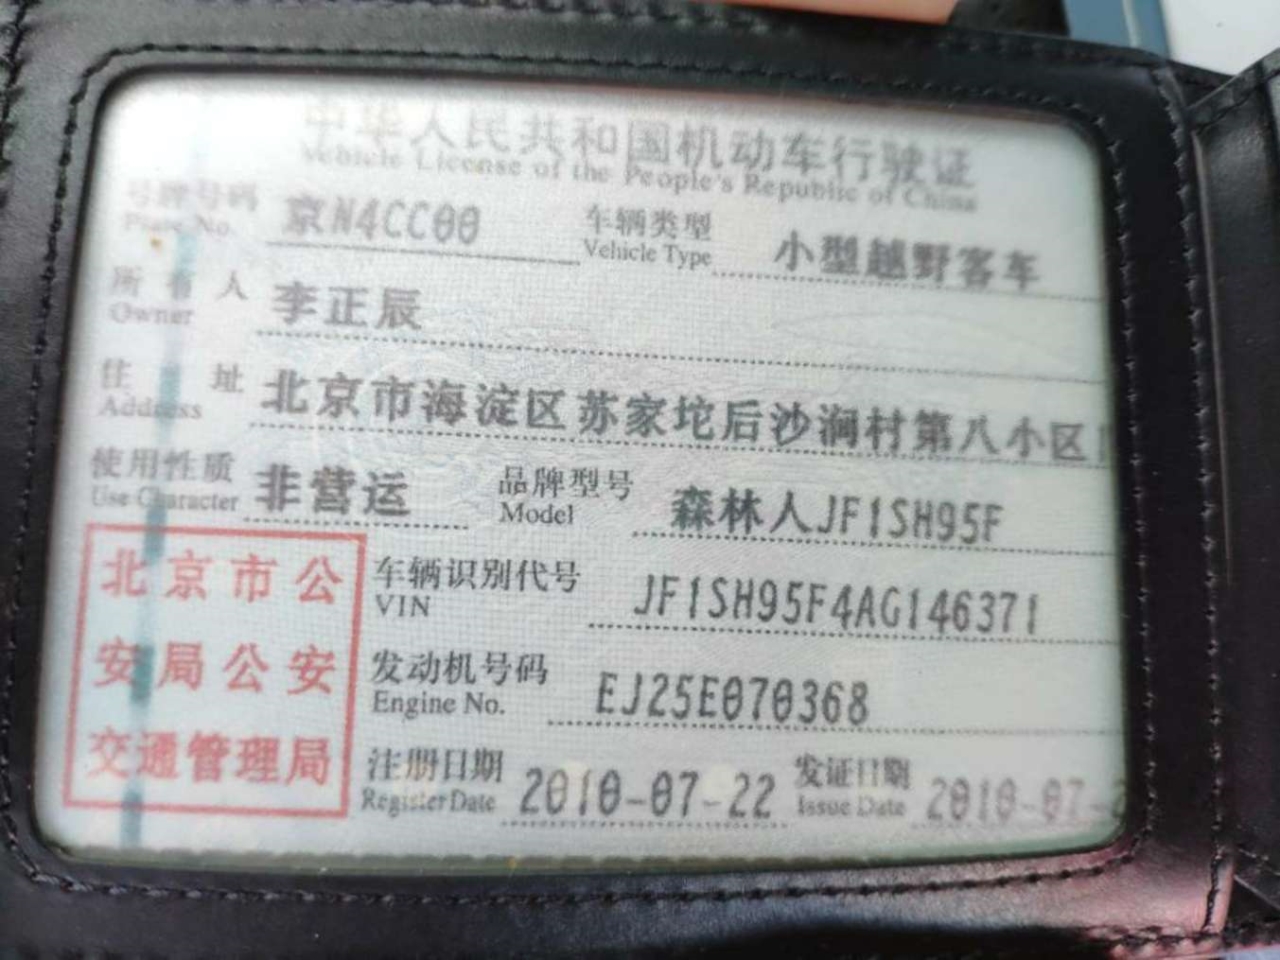 中华人民共和国机动车行驶证
Vehicle License of the People's Republic of China
号牌号码 京N4CC00 车辆类型 小型越野客车
Plate No. Vehicle Type
所有人 李正辰
Owner
住址 北京市海淀区苏家坨后沙涧村第八小区
Address
使用性质 非营运 品牌型号 森林人JF1SH95F
Use Character Model
北京市公安局公安交通管理局
车辆识别代号 JF1SH95F4AG146371
VIN
发动机号码 EJ25E070368
Engine No.
注册日期 2010-07-22 发证日期 2010-07-
Register Date Issue Date